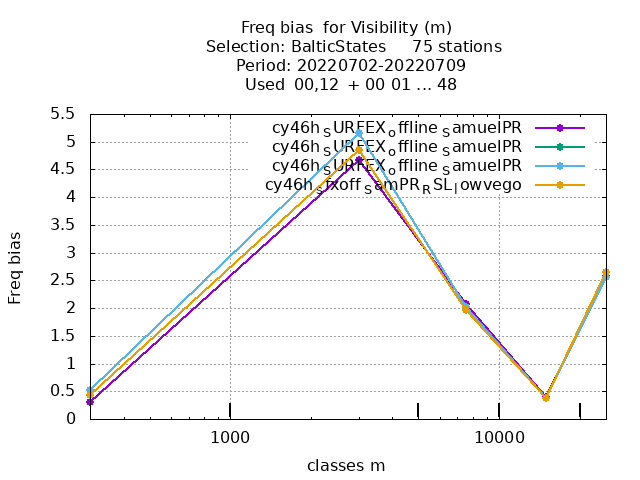 Freq bias  for Visibility (m)
Selection: BalticStates     75 stations
Period: 20220702-20220709
Used  00,12  + 00 01 ... 48
cy46h_SURFEX_offline_SamuelPR
cy46h_SURFEX_offline_SamuelPR
cy46h_SURFEX_offline_SamuelPR
cy46h_sfxoff_SamPR_RSL_lowvego
5.5
5
4.5
4
3.5
3
2.5
2
1.5
1
0.5
0
Freq bias
1000
10000
classes m